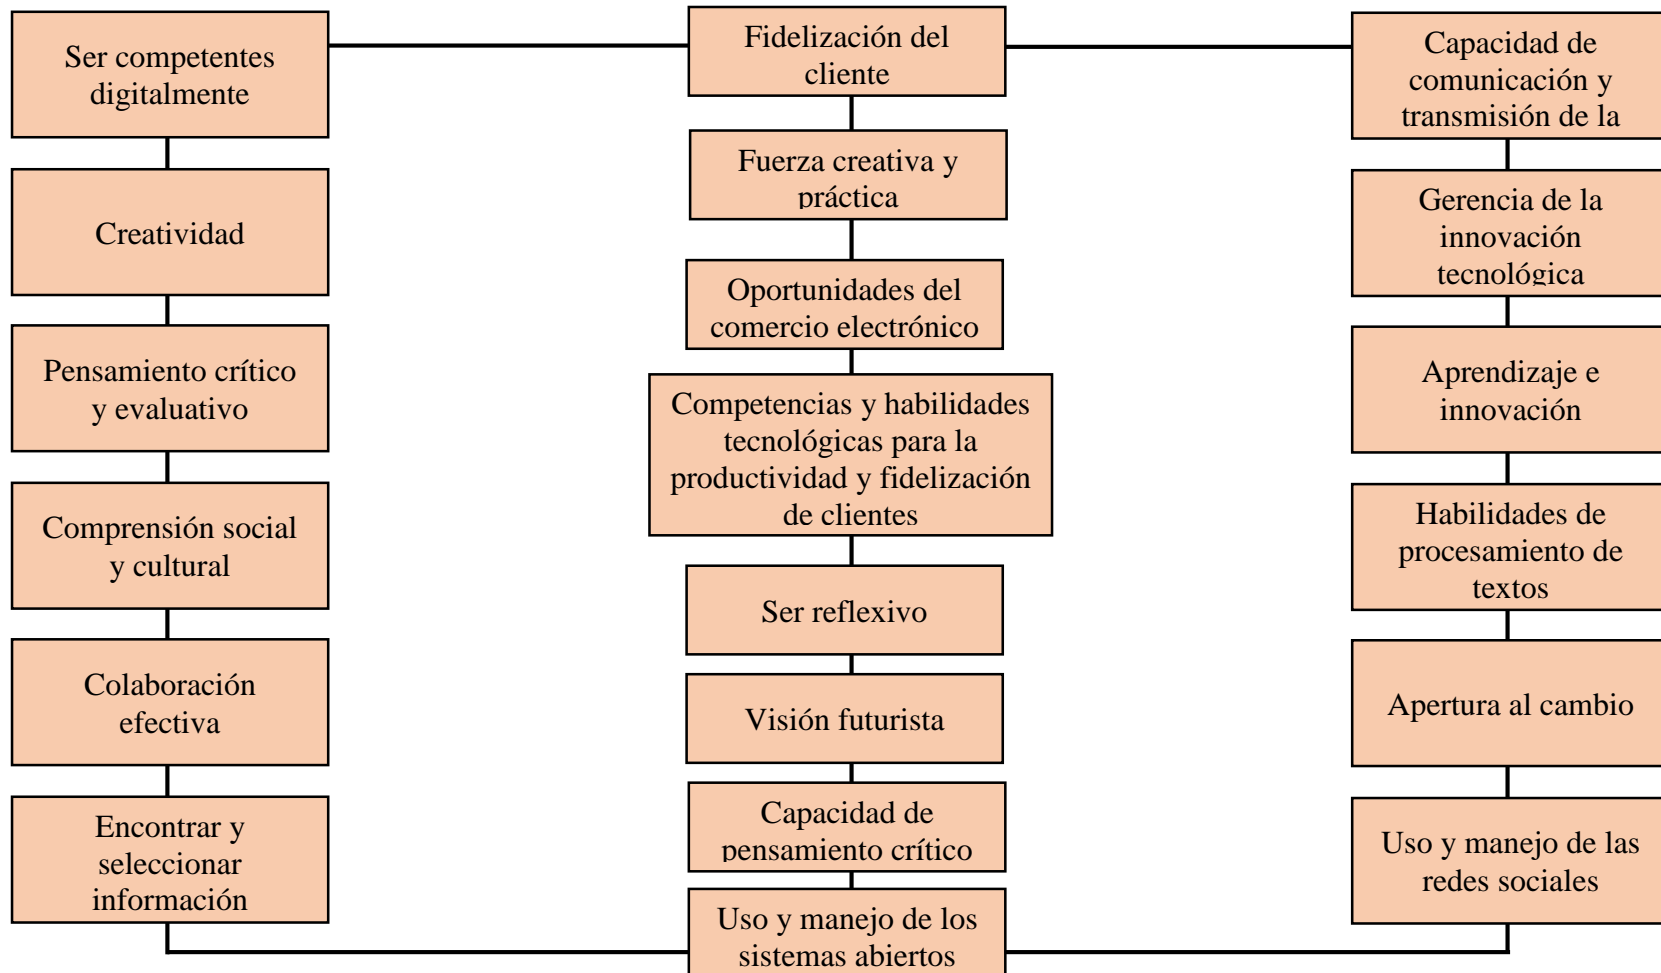 Ser competentes
digitalmente
Creatividad
Pensamiento crítico
y evaluativo
Comprensión social
y cultural
Colaboración
efectiva
Encontrar y
seleccionar
información
Fidelización del
cliente
Fuerza creativa y
práctica
Oportunidades del
comercio electrónico
Competencias y habilidades
tecnológicas para la
productividad y fidelización
de clientes
Ser reflexivo
Visión futurista
Capacidad de
pensamiento crítico
Uso y manejo de los
sistemas abiertos
Capacidad de
comunicación y
transmisión de la
Gerencia de la
innovación
tecnológica
Aprendizaje e
innovación
Habilidades de
procesamiento de
textos
Apertura al cambio
Uso y manejo de las
redes sociales